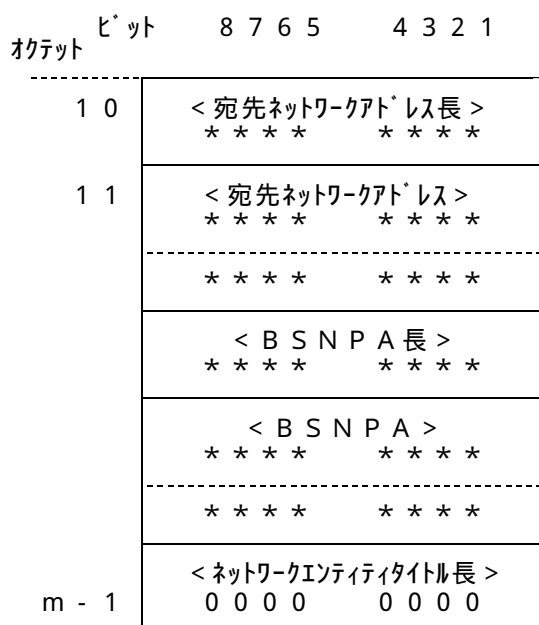 ビット 8 7 6 5 4 3 2 1
オクテット
1 0 <宛先ネットワークアドレス長>
* * * * * * * *
1 1 <宛先ネットワークアドレス>
* * * * * * * *
* * * * * * * *
<ＢＳＮＰＡ長>
* * * * * * * *
<ＢＳＮＰＡ>
* * * * * * * *
* * * * * * * *
<ネットワークエンティティタイトル長>
m - 1 0 0 0 0 0 0 0 0